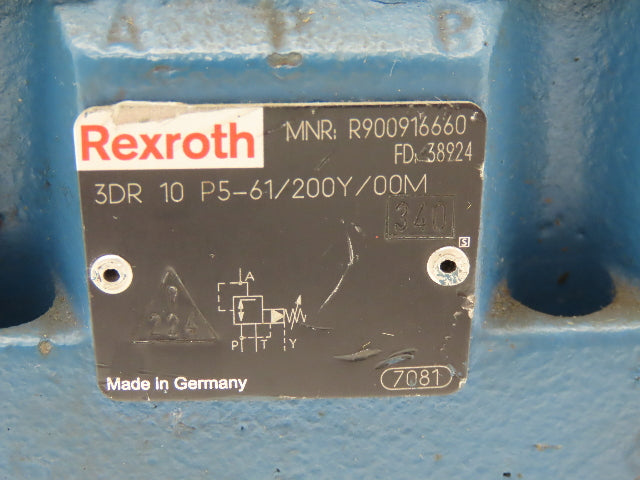 A P B
Rexroth
MNR: R900916660
FD: 38924
3DR 10 P5-61/200Y/00M
340
S
A
P T Y
Made in Germany
7081